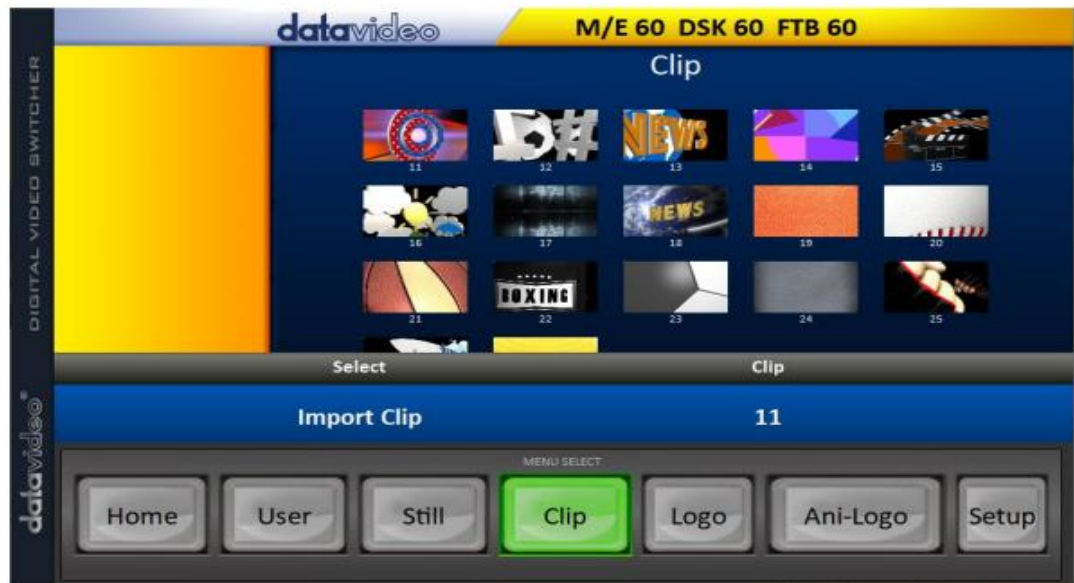 datavideo
M/E 60 DSK 60 FTB 60
DIGITAL VIDEO SWITCHER
datavideo®
Clip
11 12 13 14 15
NEWS
16 17 18 19 20
NEWS
21 22 23 24 25
BOXING
Select Clip
Import Clip 11
MENU SELECT
Home User Still Clip Logo Ani-Logo Setup